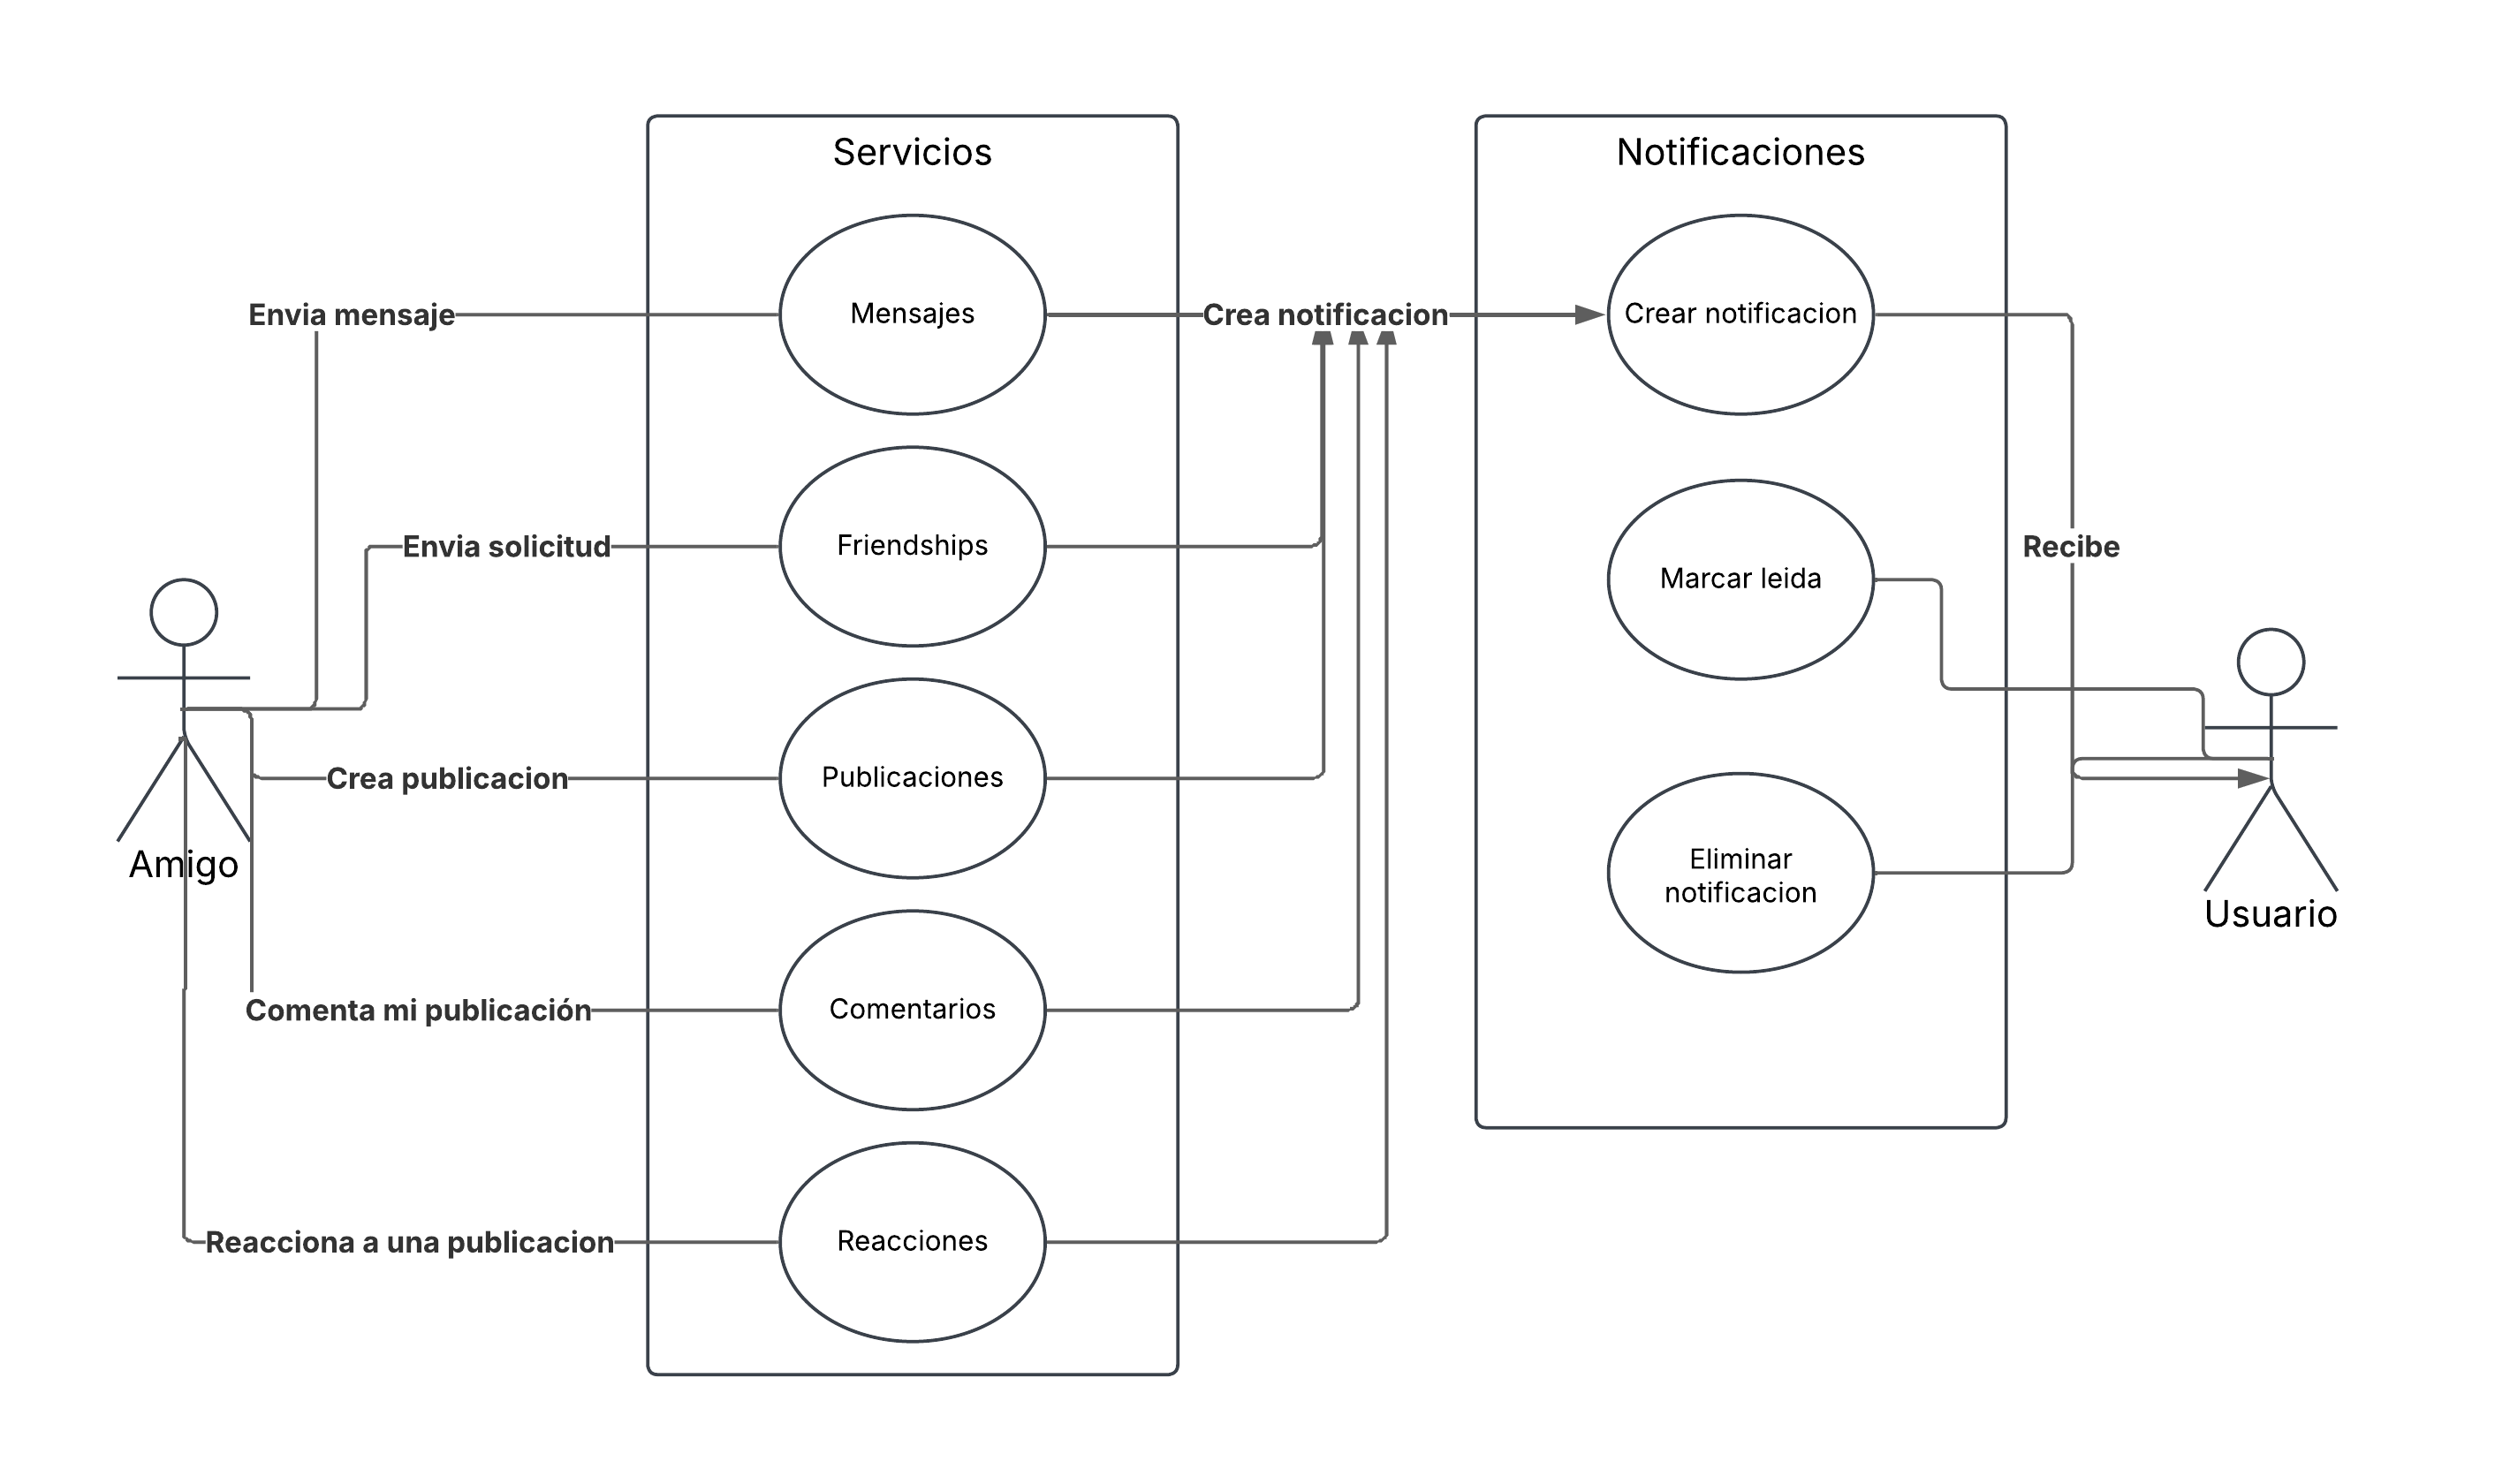 Servicios
Notificaciones
Envia mensaje
Mensajes
Crea notificacion
Crear notificacion
Envia solicitud
Friendships
Recibe
Marcar leida
Crea publicacion
Publicaciones
Amigo
Eliminar
notificacion
Usuario
Comenta mi publicación
Comentarios
Reacciona a una publicacion
Reacciones